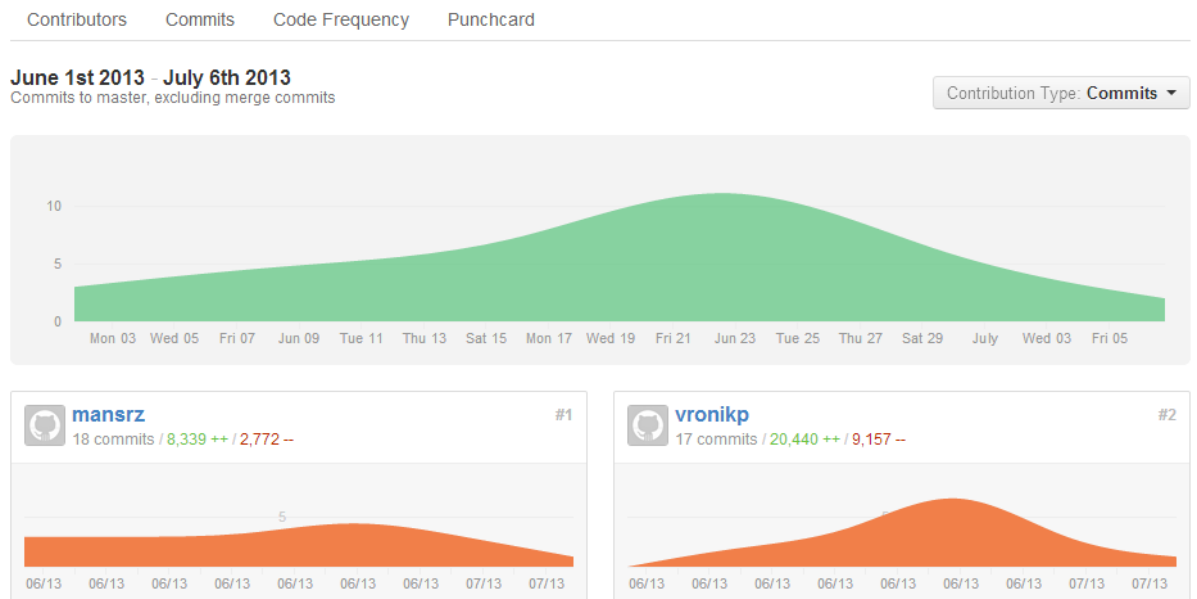 Contributors Commits Code Frequency Punchcard
June 1st 2013 - July 6th 2013
Commits to master, excluding merge commits
Contribution Type: Commits
10
5
0
Mon 03 Wed 05 Fri 07 Jun 09 Tue 11 Thu 13 Sat 15 Mon 17 Wed 19 Fri 21 Jun 23 Tue 25 Thu 27 Sat 29 July Wed 03 Fri 05
mansrz #1
18 commits / 8,339 ++ / 2,772 --
5
06/13 06/13 06/13 06/13 06/13 06/13 06/13 07/13 07/13
vronikp #2
17 commits / 20,440 ++ / 9,157 --
06/13 06/13 06/13 06/13 06/13 06/13 06/13 07/13 07/13